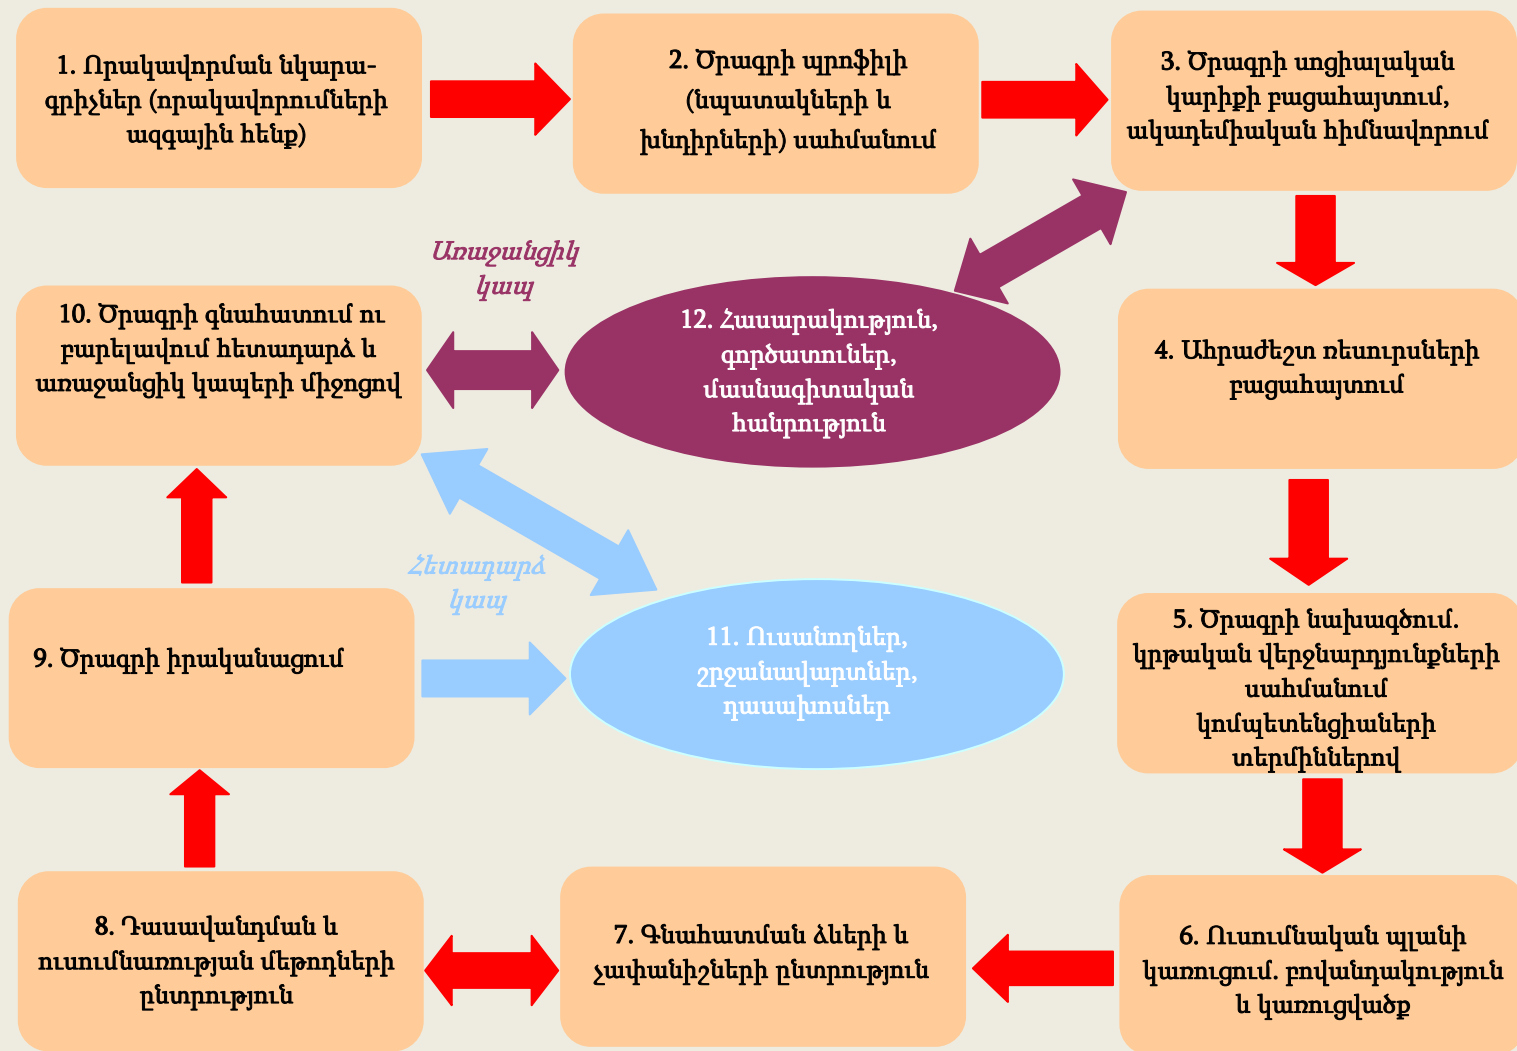 1. Որակավորման նկարա-
գրիչներ (որակավորումների
ազգային հենք)
2. Ծրագրի պրոֆիլի
(նպատակների և
խնդիրների) սահմանում
3. Ծրագրի սոցիալական
կարիքի բացահայտում,
ակադեմիական հիմնավորում
Առաջանցիկ
կապ
10. Ծրագրի գնահատում ու
բարելավում հետադարձ և
առաջանցիկ կապերի միջոցով
12. Հասարակություն,
գործատուներ,
մասնագիտական
հանրություն
4. Ահրաժեշտ ռեսուրսների
բացահայտում
Հետադարձ
կապ
9. Ծրագրի իրականացում
11. Ուսանողներ,
շրջանավարտներ,
դասախոսներ
5. Ծրագրի նախագծում.
կրթական վերջնարդյունքների
սահմանում
կոմպետենցիաների
տերմիններով
8. Դասավանդման և
ուսումնառության մեթոդների
ընտրություն
7. Գնահատման ձևերի և
չափանիշների ընտրություն
6. Ուսումնական պլանի
կառուցում. բովանդակություն
և կառուցվածք